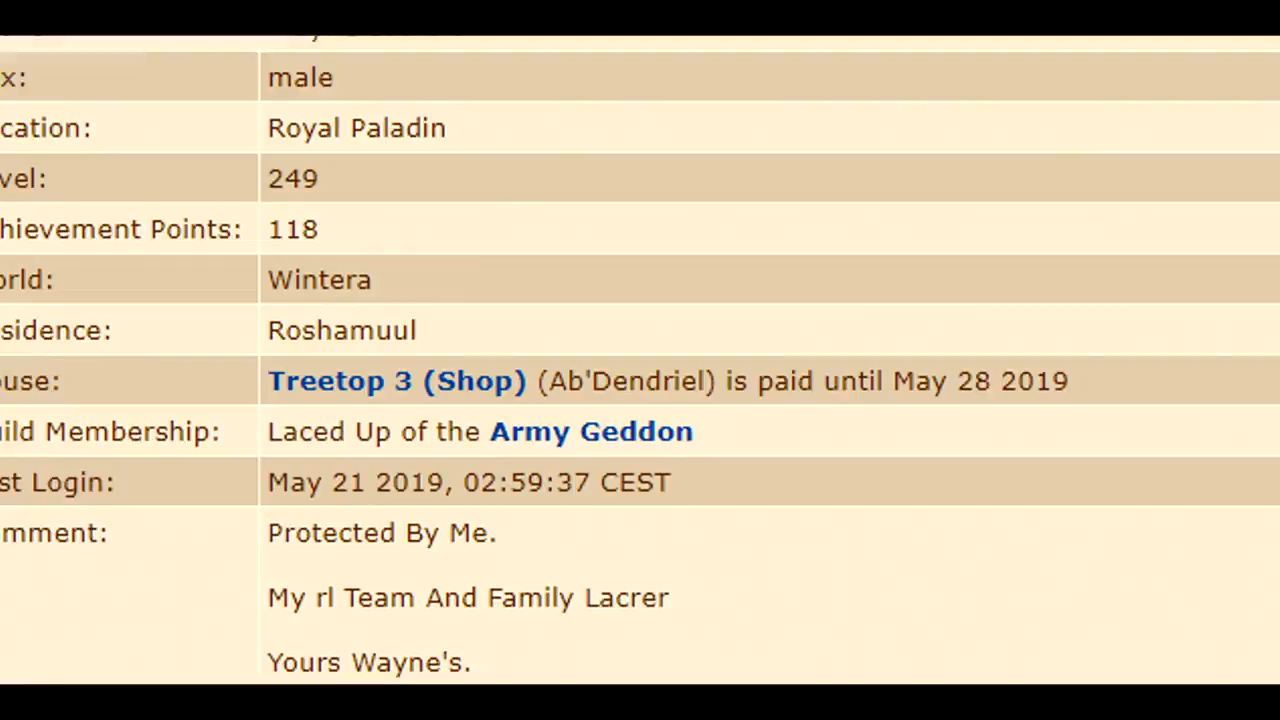 x: male
cation: Royal Paladin
vel: 249
hievement Points: 118
orld: Wintera
sidence: Roshamuul
ouse: Treetop 3 (Shop) (Ab'Dendriel) is paid until May 28 2019
ild Membership: Laced Up of the Army Geddon
st Login: May 21 2019, 02:59:37 CEST
mment: Protected By Me.
My rl Team And Family Lacrer
Yours Wayne's.